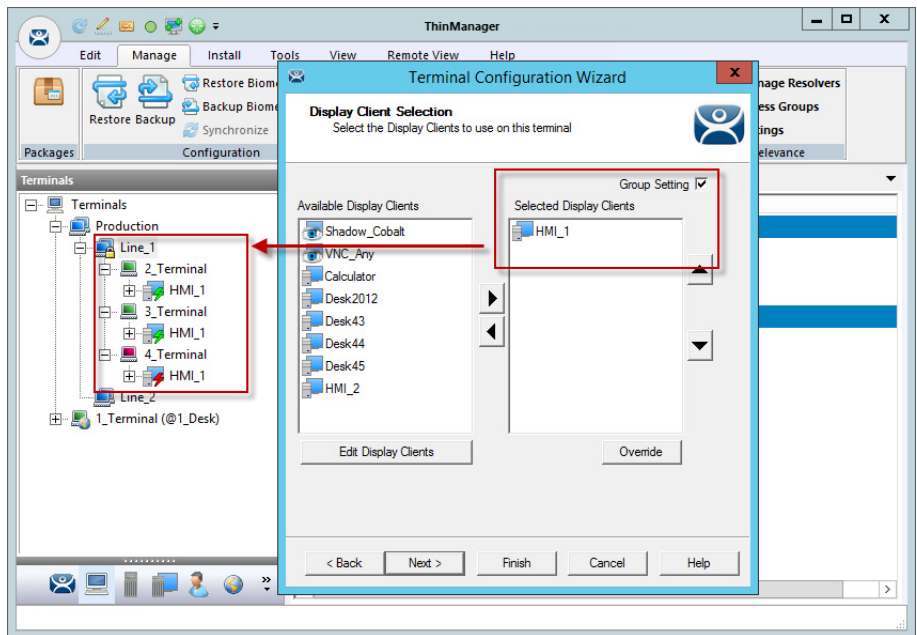 ThinManager
Edit Manage Install Tools View Remote View Help
Restore Biome
Backup Biome
Synchronize
Restore Backup
Packages
Configuration
nage Resolvers
ess Groups
tings
elevance
Terminals
Terminals
Production
Line_1
2_Terminal
HMI_1
3_Terminal
HMI_1
4_Terminal
HMI_1
Line_2
1_Terminal (@1_Desk)
Terminal Configuration Wizard
x
Display Client Selection
Select the Display Clients to use on this terminal
Group Setting
Available Display Clients
Selected Display Clients
Shadow_Cobalt
VNC_Any
Calculator
Desk2012
Desk43
Desk44
Desk45
HMI_2
HMI_1
Edit Display Clients
Override
< Back
Next >
Finish
Cancel
Help